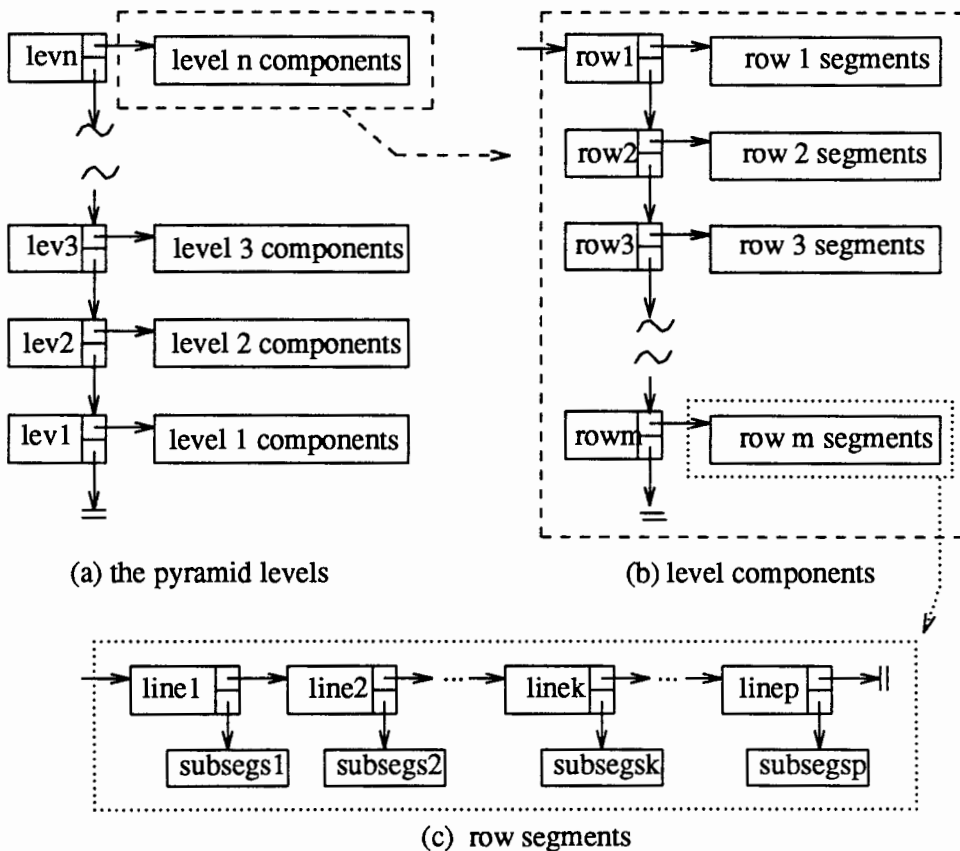 levn
level n components
lev3
level 3 components
lev2
level 2 components
lev1
level 1 components
(a) the pyramid levels
row1
row 1 segments
row2
row 2 segments
row3
row 3 segments
rowm
row m segments
(b) level components
line1
line2
...
linek
...
linep
subsegs1
subsegs2
subsegsk
subsegsp
(c) row segments